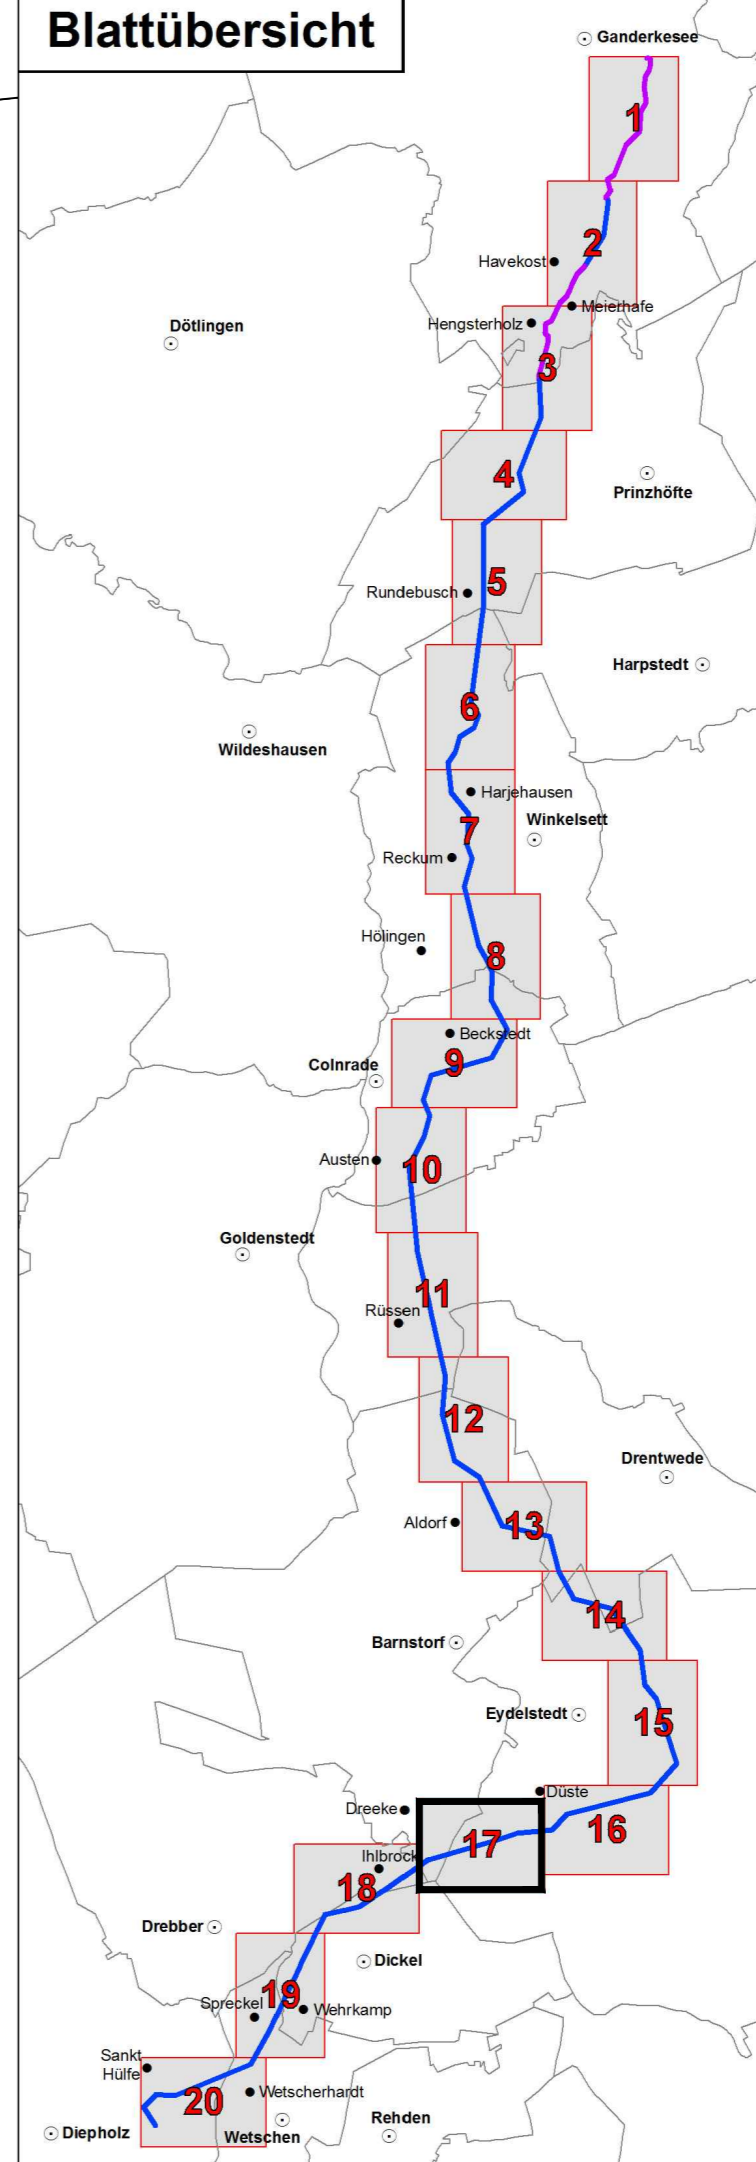 Blattübersicht
Ganderkesee
1
2
Havekost
Meierhafe
Hengsterholz
Dötlingen
3
4
Prinzhöfte
5
Rundebusch
Harpstedt
6
Wildeshausen
Harjehausen
Winkelsett
7
Reckum
Hölingen
8
Beckstedt
9
Colnrade
Austen
10
Goldenstedt
11
Rüssen
12
Drentwede
Aldorf
13
14
Barnstorf
Eydelstedt
15
Düste
Dreeke
16
17
Ihlbrock
18
Drebber
Dickel
19
Spreckel
Wehrkamp
Sankt
Hülfe
20
Wetscherhardt
Rehden
Diepholz
Wetschen